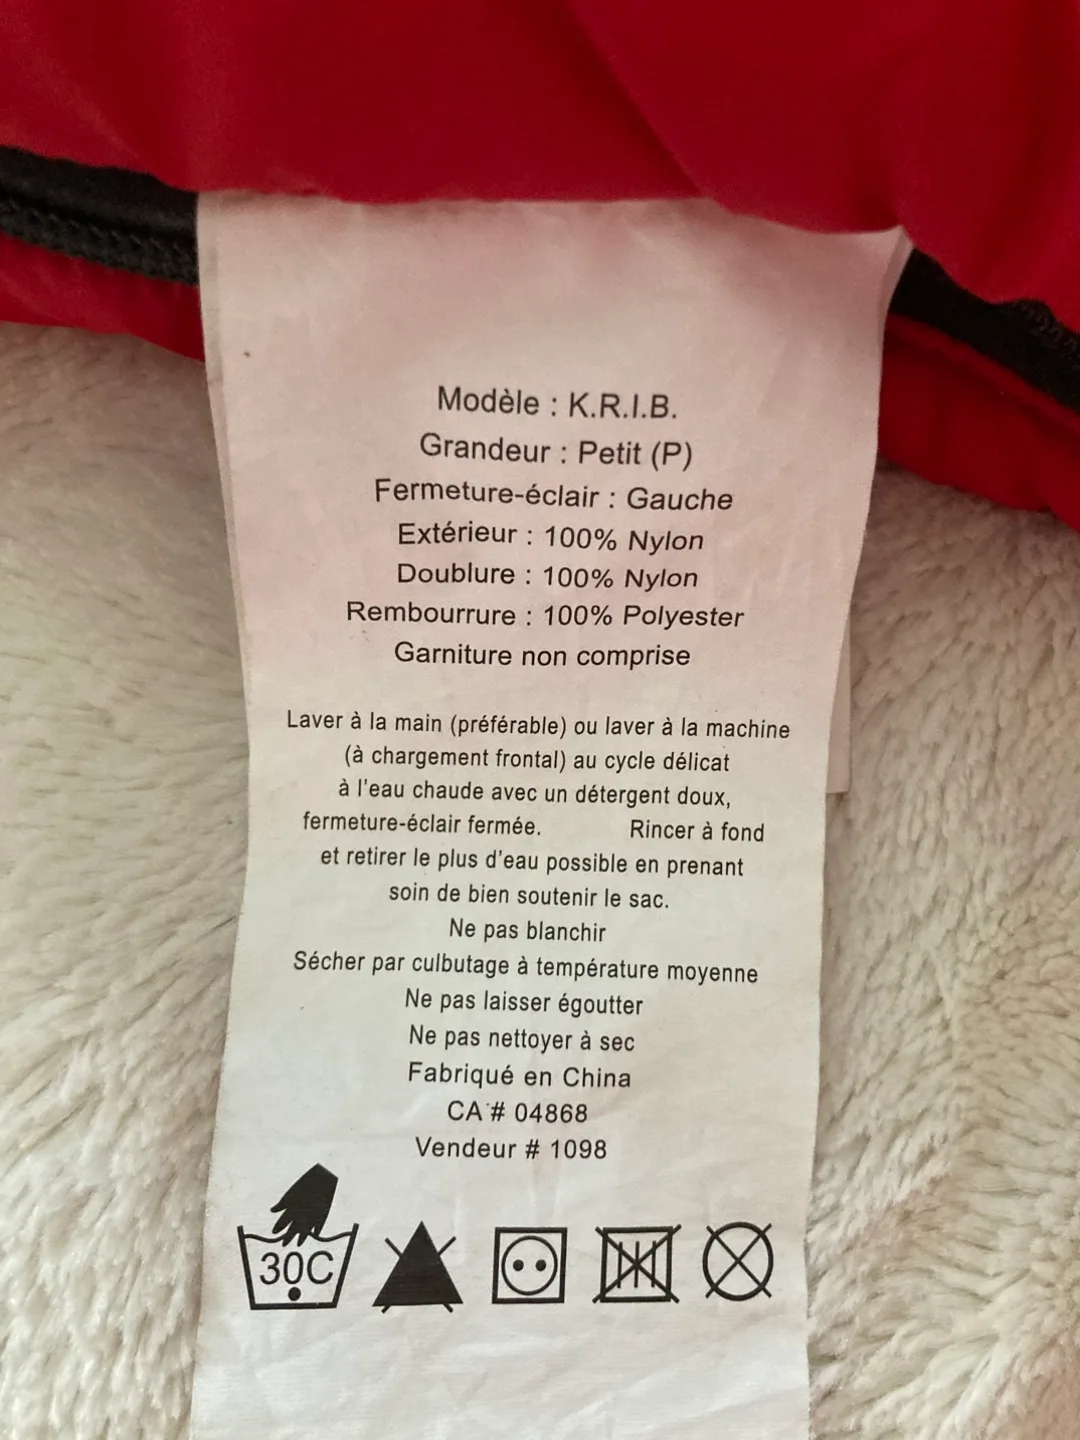 Modèle : K.R.I.B.
Grandeur : Petit (P)
Fermeture-éclair : Gauche
Extérieur : 100% Nylon
Doublure : 100% Nylon
Rembourrure : 100% Polyester
Garniture non comprise
Laver à la main (préférable) ou laver à la machine
(à chargement frontal) au cycle délicat
à l'eau chaude avec un détergent doux,
fermeture-éclair fermée. Rincer à fond
et retirer le plus d'eau possible en prenant
soin de bien soutenir le sac.
Ne pas blanchir
Sécher par culbutage à température moyenne
Ne pas laisser égoutter
Ne pas nettoyer à sec
Fabriqué en China
CA # 04868
Vendeur # 1098
30C